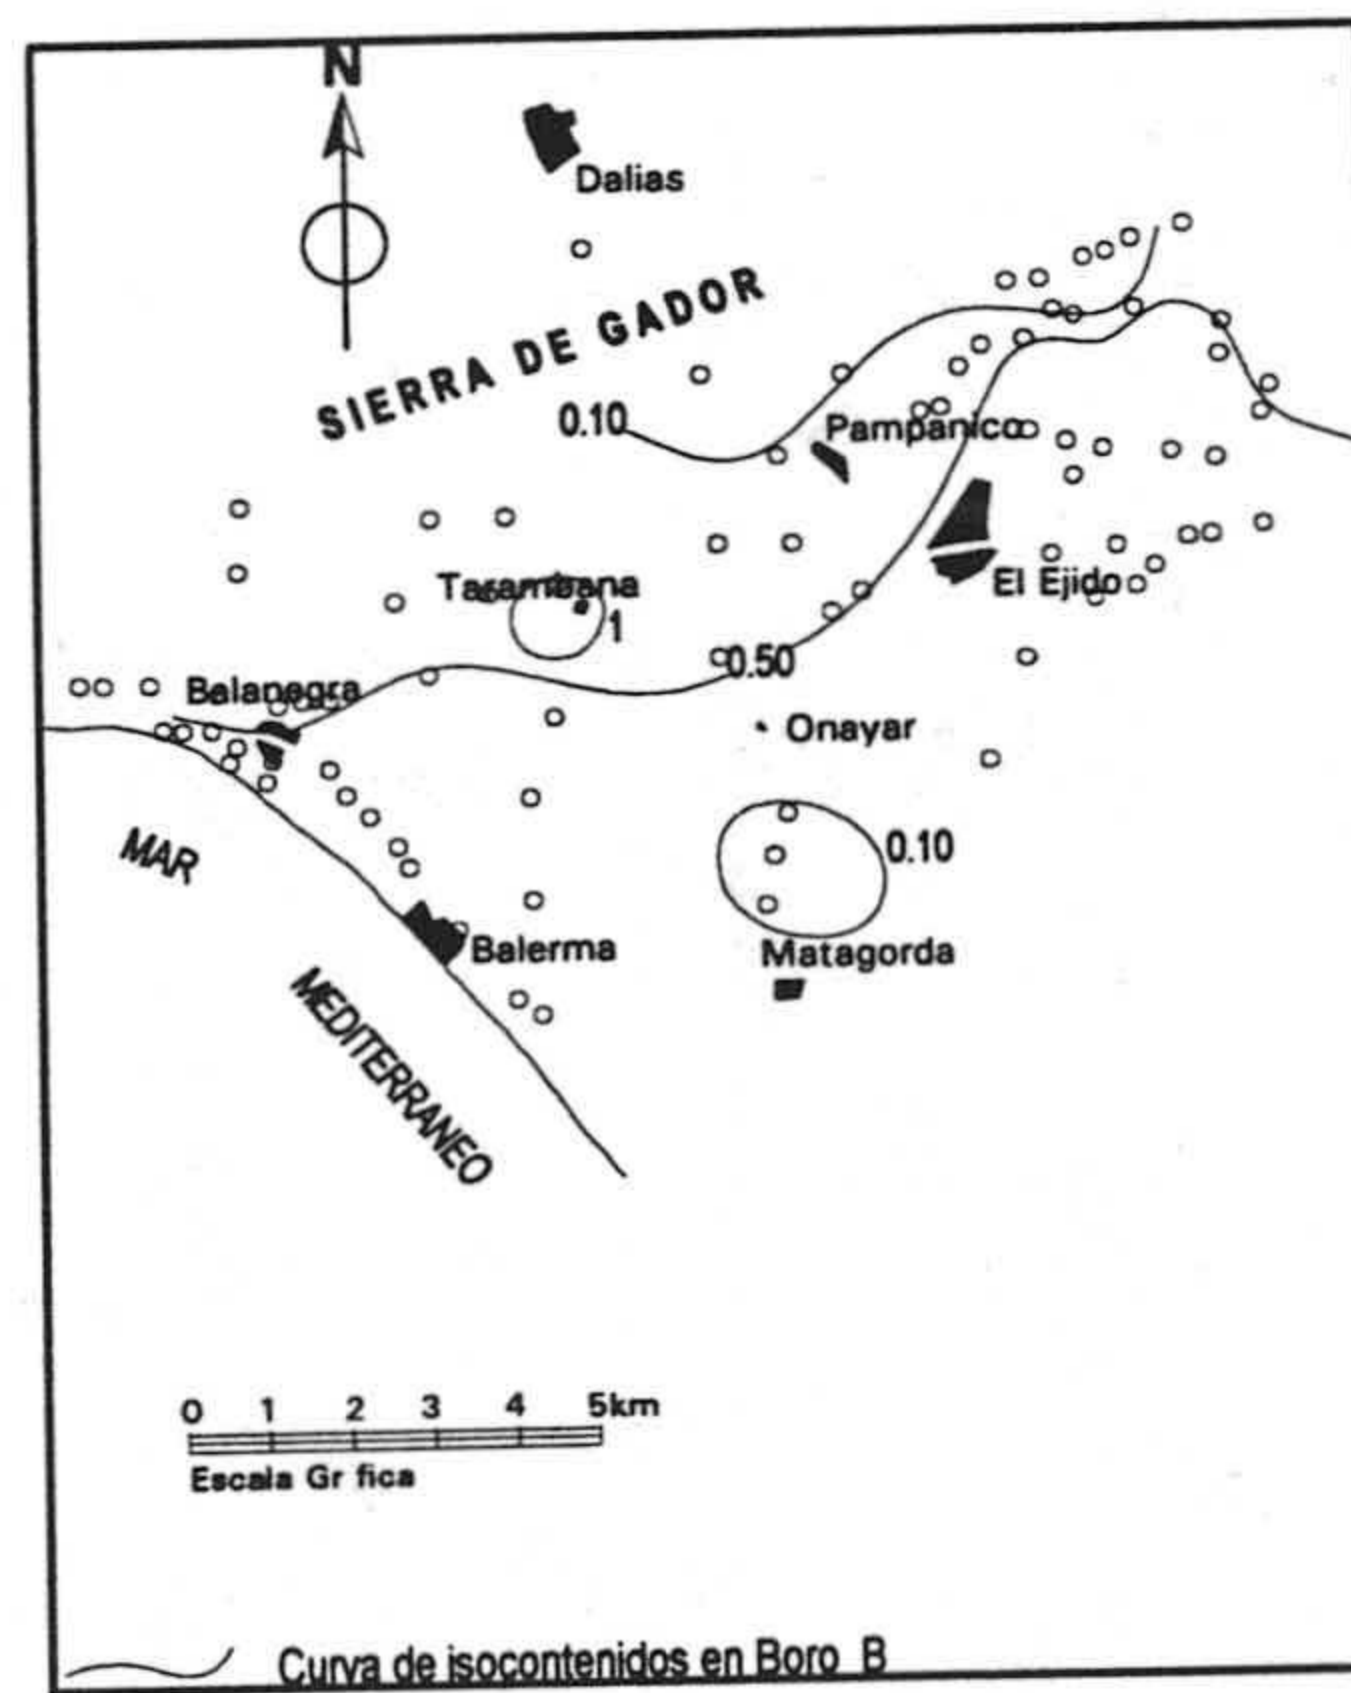 N
Dalias
SIERRA DE GADOR
0.10
Pampanico
Tarambana
1
El Ejido
0.50
Balanegra
Onayar
MAR
0.10
Balerma
Matagorda
MEDITERRANEO
0 1 2 3 4 5km
Escala Gr fica
Curva de isocontenidos en Boro B